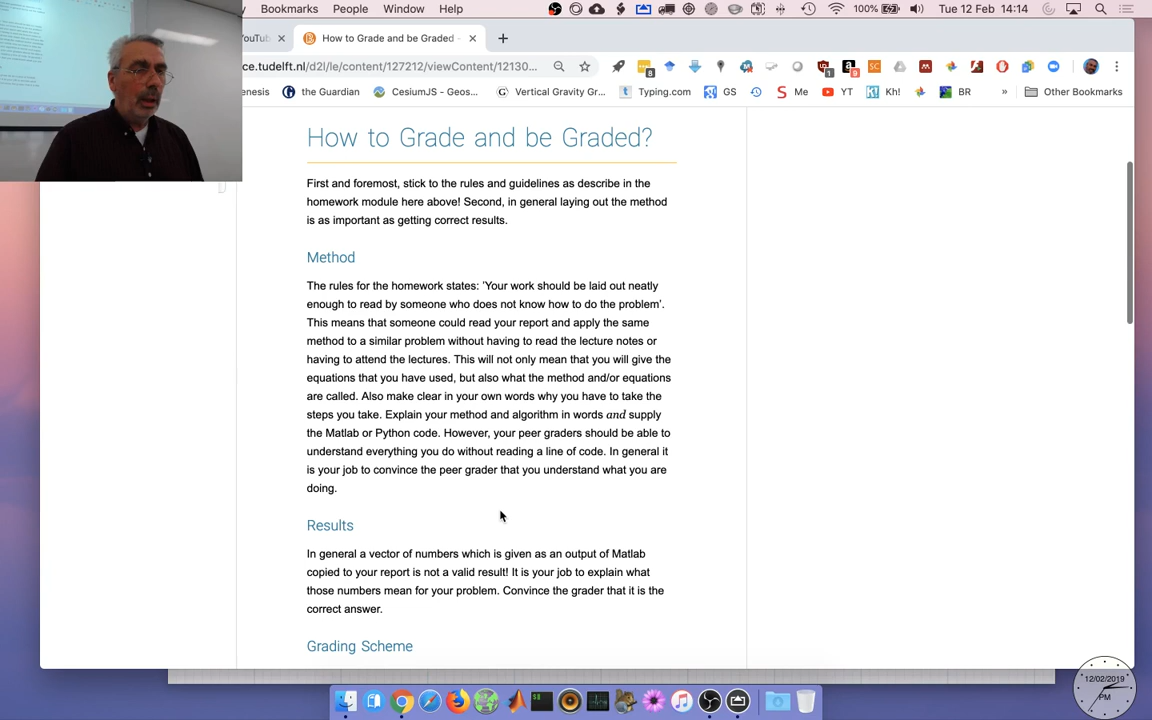 Bookmarks People Window Help 100% Tue 12 Feb 14:14
YouTub How to Grade and be Graded
ce.tudelft.nl/d2l/le/content/127212/viewContent/12130...
enesis the Guardian CesiumJS - Geos... Vertical Gravity Gr... Typing.com GS Me YT Kh! BR » Other Bookmarks
How to Grade and be Graded?
First and foremost, stick to the rules and guidelines as describe in the
homework module here above! Second, in general laying out the method
is as important as getting correct results.
Method
The rules for the homework states: 'Your work should be laid out neatly
enough to read by someone who does not know how to do the problem'.
This means that someone could read your report and apply the same
method to a similar problem without having to read the lecture notes or
having to attend the lectures. This will not only mean that you will give the
equations that you have used, but also what the method and/or equations
are called. Also make clear in your own words why you have to take the
steps you take. Explain your method and algorithm in words and supply
the Matlab or Python code. However, your peer graders should be able to
understand everything you do without reading a line of code. In general it
is your job to convince the peer grader that you understand what you are
doing.
Results
In general a vector of numbers which is given as an output of Matlab
copied to your report is not a valid result! It is your job to explain what
those numbers mean for your problem. Convince the grader that it is the
correct answer.
Grading Scheme
12/02/2019
PM